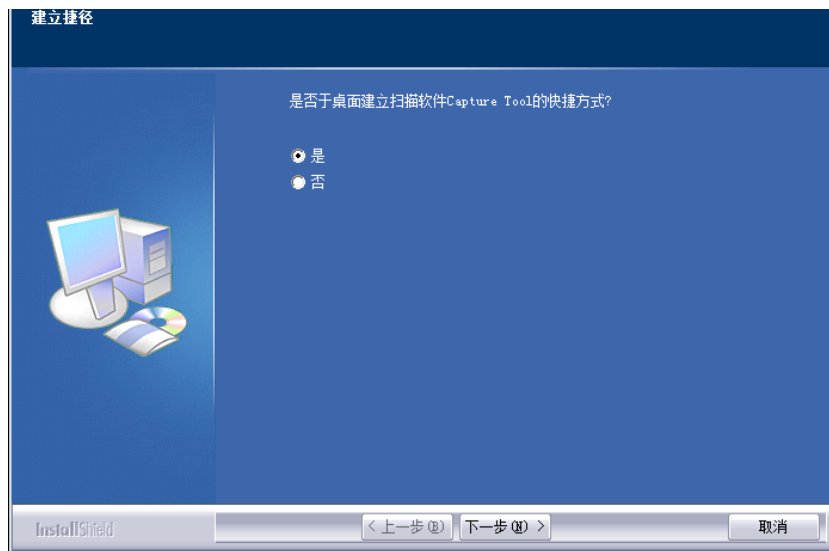 建立捷径
是否于桌面建立扫描软件Capture Tool的快捷方式?
是
否
InstallShield
< 上一步(B)
下一步(N) >
取消